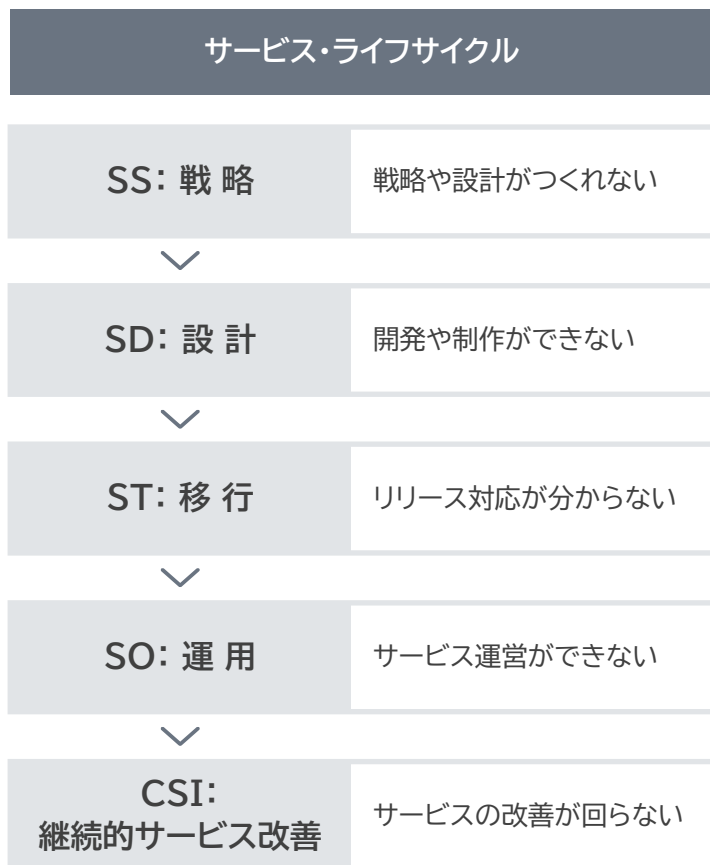 サービス・ライフサイクル
SS： 戦 略
戦略や設計がつくれない
SD： 設 計
開発や制作ができない
ST： 移 行
リリース対応が分からない
SO： 運 用
サービス運営ができない
CSI：
継続的サービス改善
サービスの改善が回らない